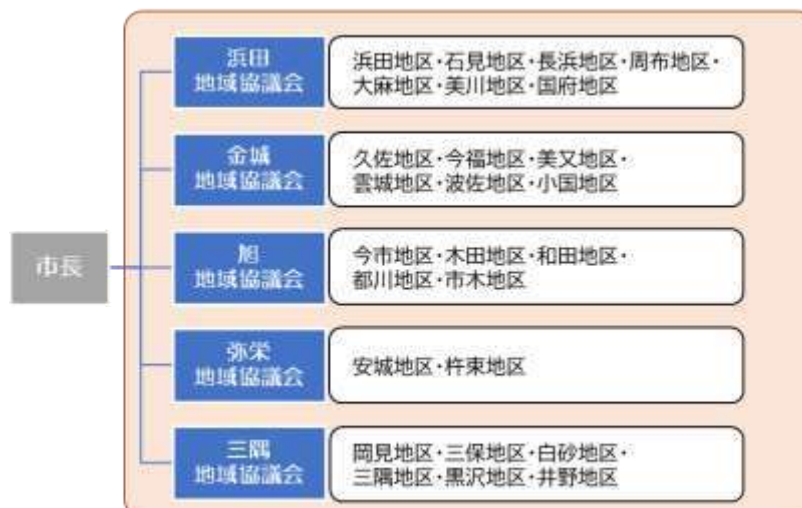 浜田
地域協議会
浜田地区・石見地区・長浜地区・周布地区・
大麻地区・美川地区・国府地区
金城
地域協議会
久佐地区・今福地区・美又地区・
雲城地区・波佐地区・小国地区
市長
旭
地域協議会
今市地区・木田地区・和田地区・
都川地区・市木地区
弥栄
地域協議会
安城地区・杵束地区
三隅
地域協議会
岡見地区・三保地区・白砂地区・
三隅地区・黒沢地区・井野地区